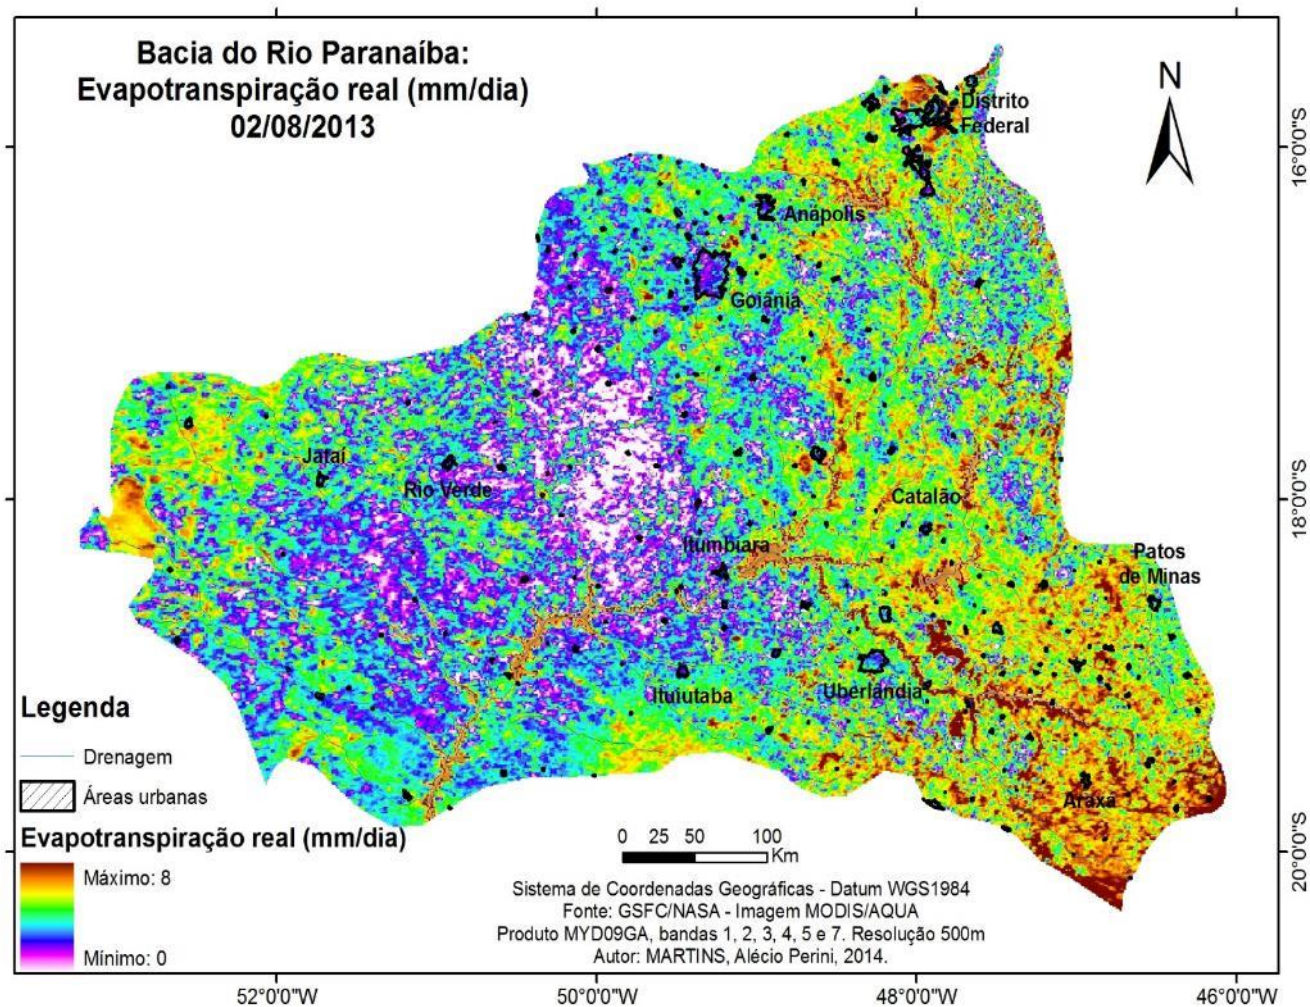 Bacia do Rio Paranaíba:
Evapotranspiração real (mm/dia)
02/08/2013
N
Distrito
Federal
16°0'0"S
Anápolis
Goiânia
Jataí
Rio Verde
Catalão
18°0'0"S
Itumbiara
Patos
de Minas
Ituiutaba
Uberlândia
Araxá
Legenda
Drenagem
Áreas urbanas
Evapotranspiração real (mm/dia)
Máximo: 8
Mínimo: 0
0 25 50 100
Km
20°0'0"S
Sistema de Coordenadas Geográficas - Datum WGS1984
Fonte: GSFC/NASA - Imagem MODIS/AQUA
Produto MYD09GA, bandas 1, 2, 3, 4, 5 e 7. Resolução 500m
Autor: MARTINS, Alécio Perini, 2014.
52°0'0"W 50°0'0"W 48°0'0"W 46°0'0"W